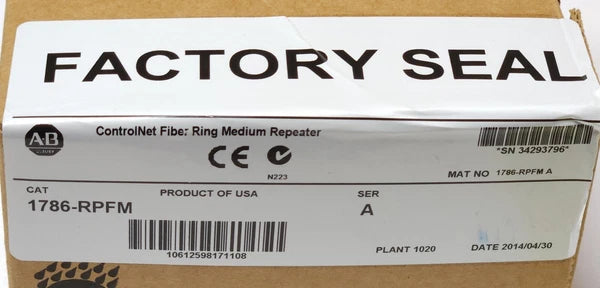 FACTORY SEAL
A-B
ControlNet Fiber Ring Medium Repeater
CE
N223
*SN 34293796*
MAT NO 1786-RPFM A
CAT
PRODUCT OF USA
SER
1786-RPFM
A
10612598171108
PLANT 1020
DATE 2014/04/30